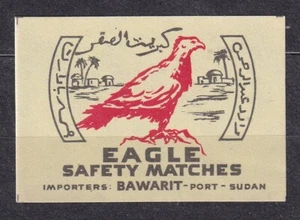 كبريت الصقر
EAGLE
SAFETY MATCHES
IMPORTERS: BAWARIT-PORT-SUDAN